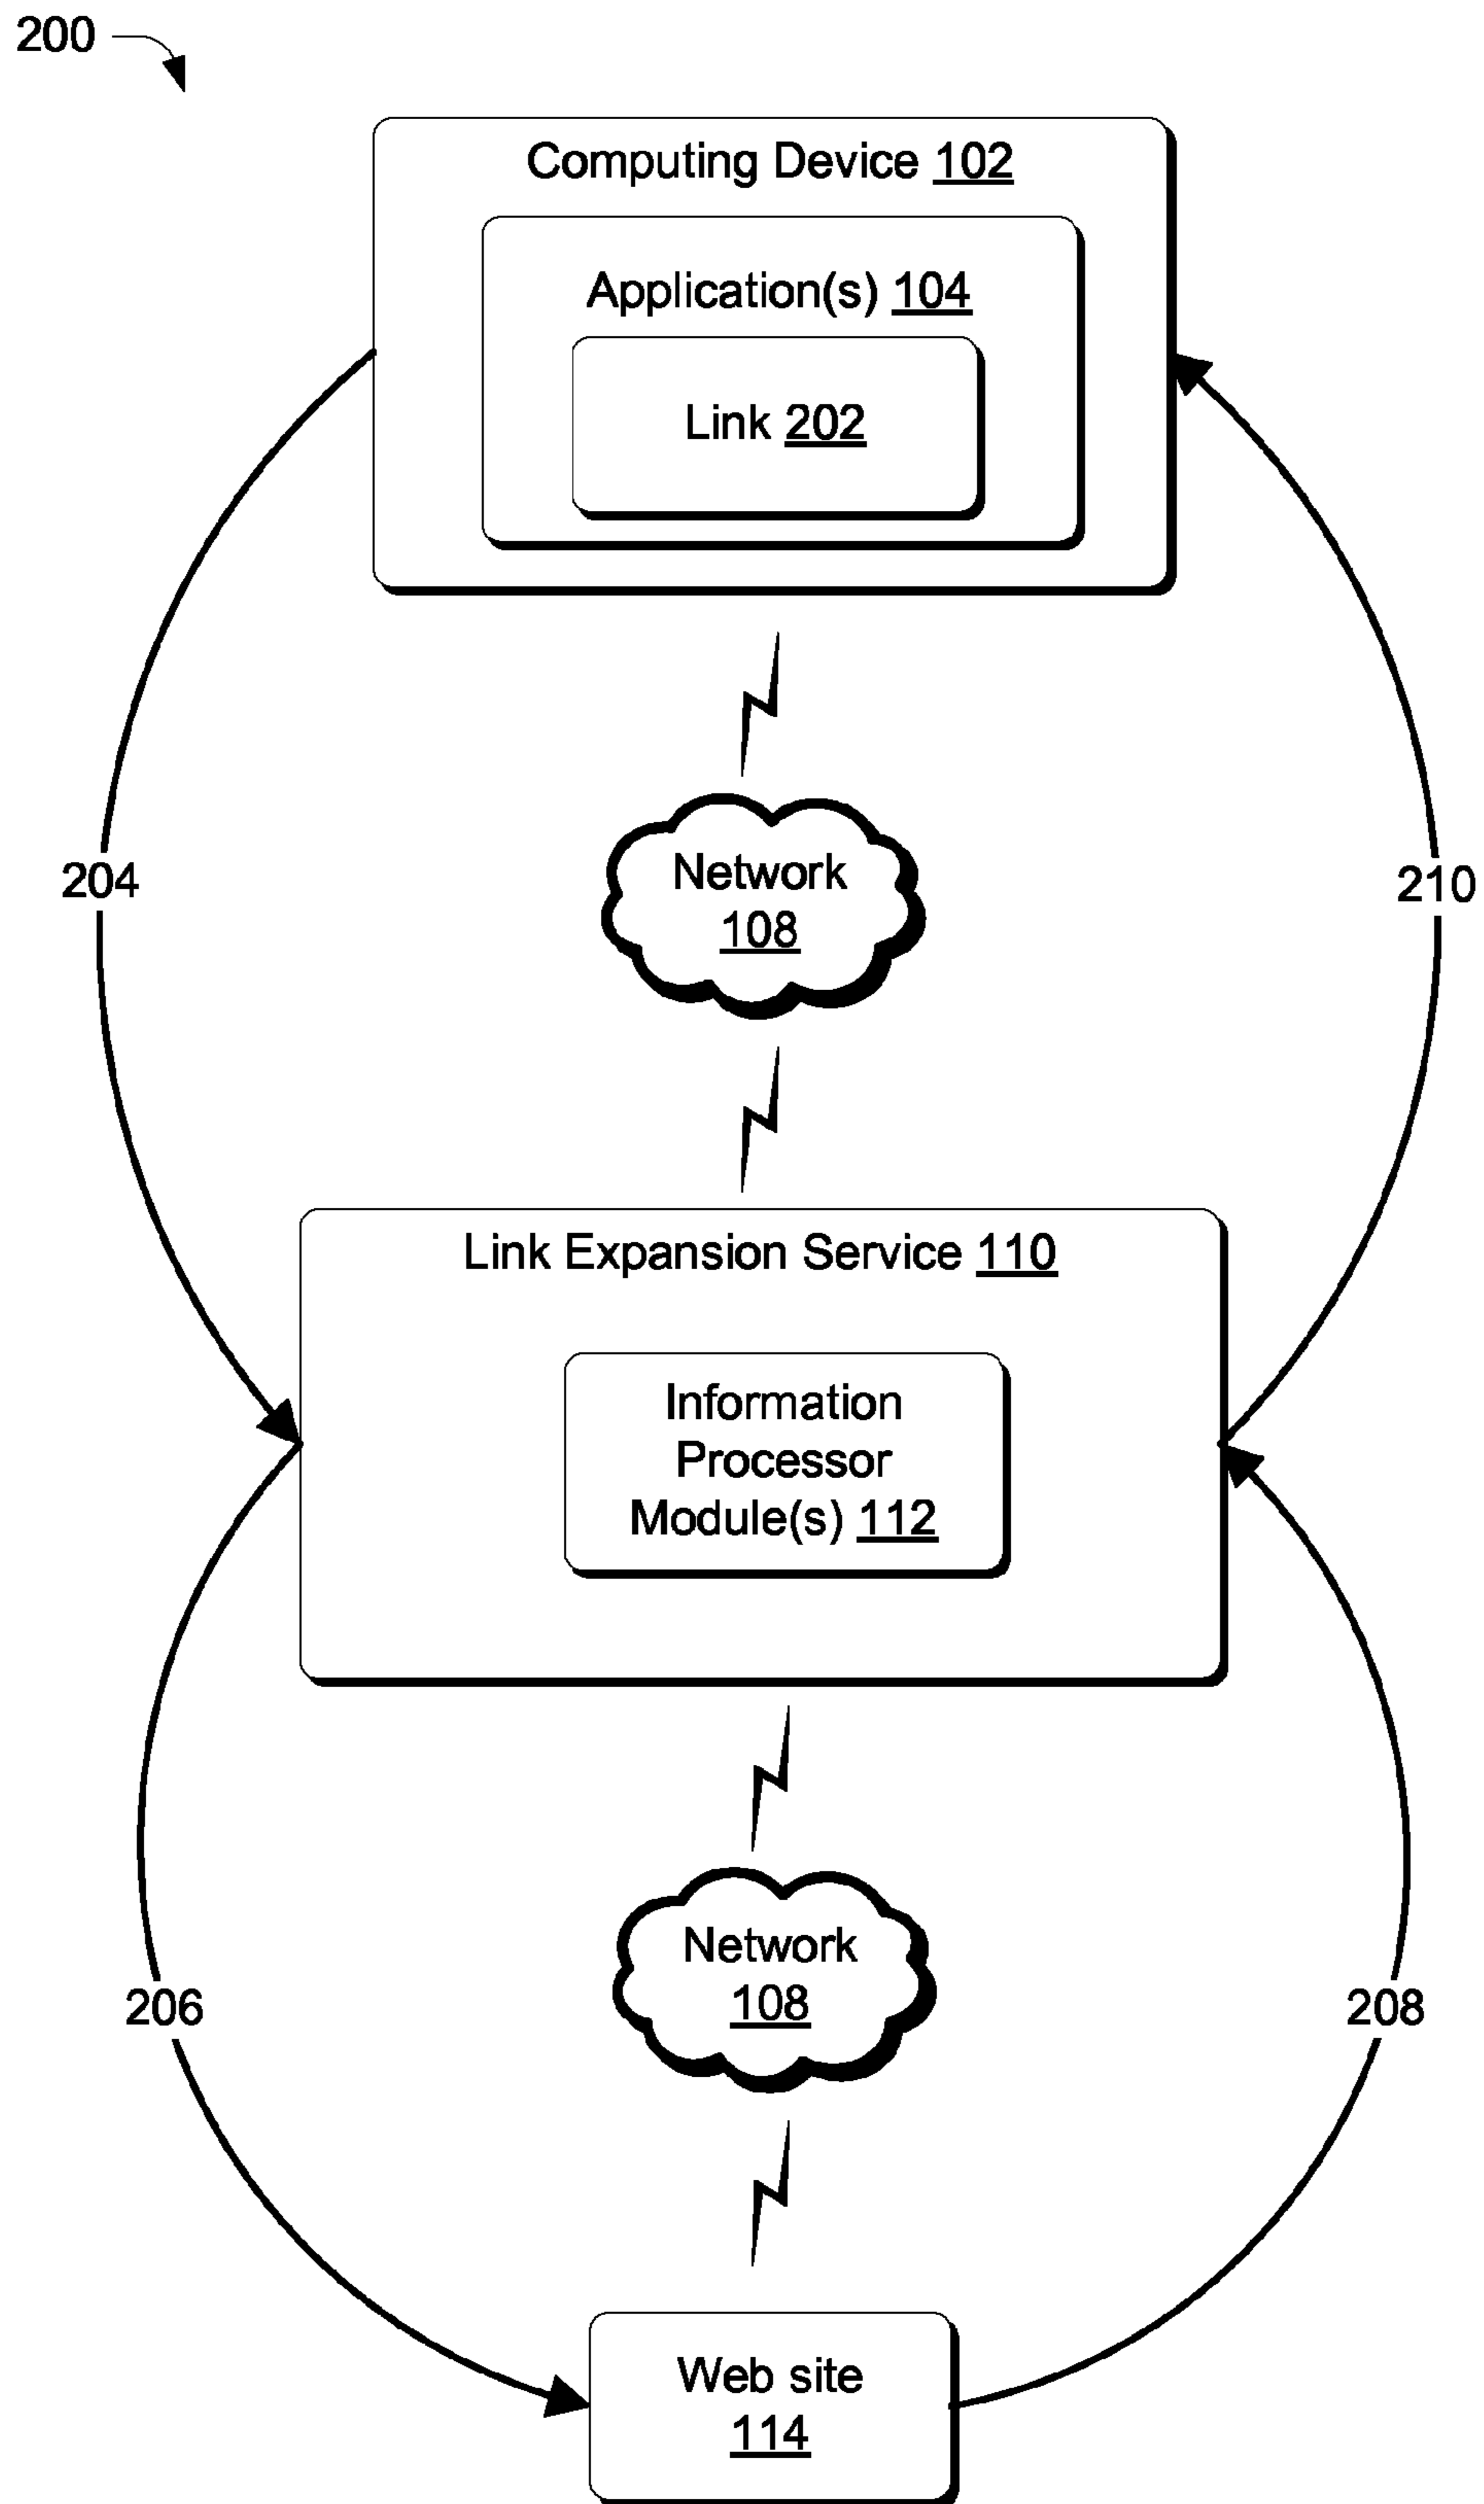 200
Computing Device 102
Application(s) 104
Link 202
Network
108
204
210
Link Expansion Service 110
Information
Processor
Module(s) 112
Network
108
206
208
Web site
114